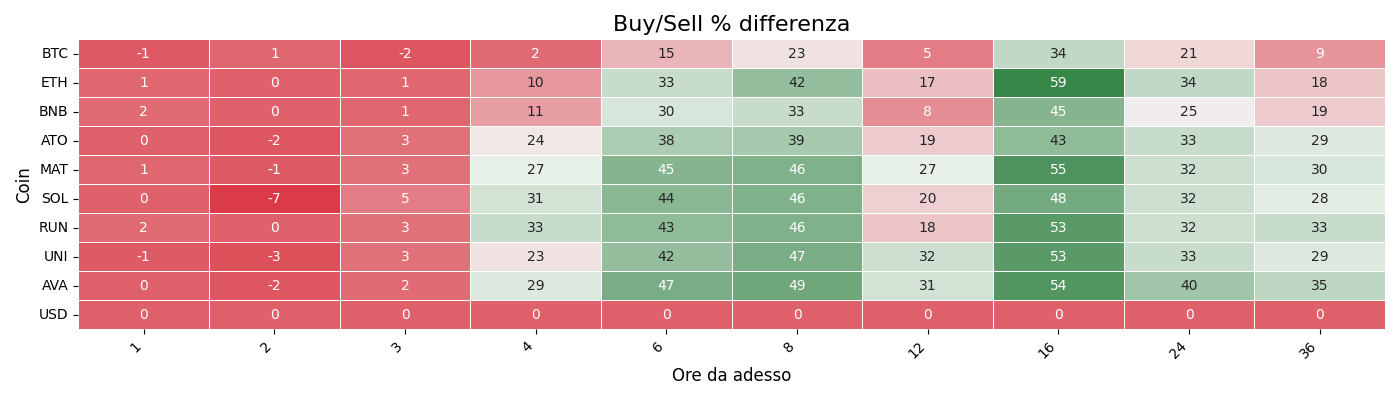 Buy/Sell % differenza
Coin
BTC -1 1 -2 2 15 23 5 34 21 9
ETH 1 0 1 10 33 42 17 59 34 18
BNB 2 0 1 11 30 33 8 45 25 19
ATO 0 -2 3 24 38 39 19 43 33 29
MAT 1 -1 3 27 45 46 27 55 32 30
SOL 0 -7 5 31 44 46 20 48 32 28
RUN 2 0 3 33 43 46 18 53 32 33
UNI -1 -3 3 23 42 47 32 53 33 29
AVA 0 -2 2 29 47 49 31 54 40 35
USD 0 0 0 0 0 0 0 0 0 0
1 2 3 4 6 8 12 16 24 36
Ore da adesso